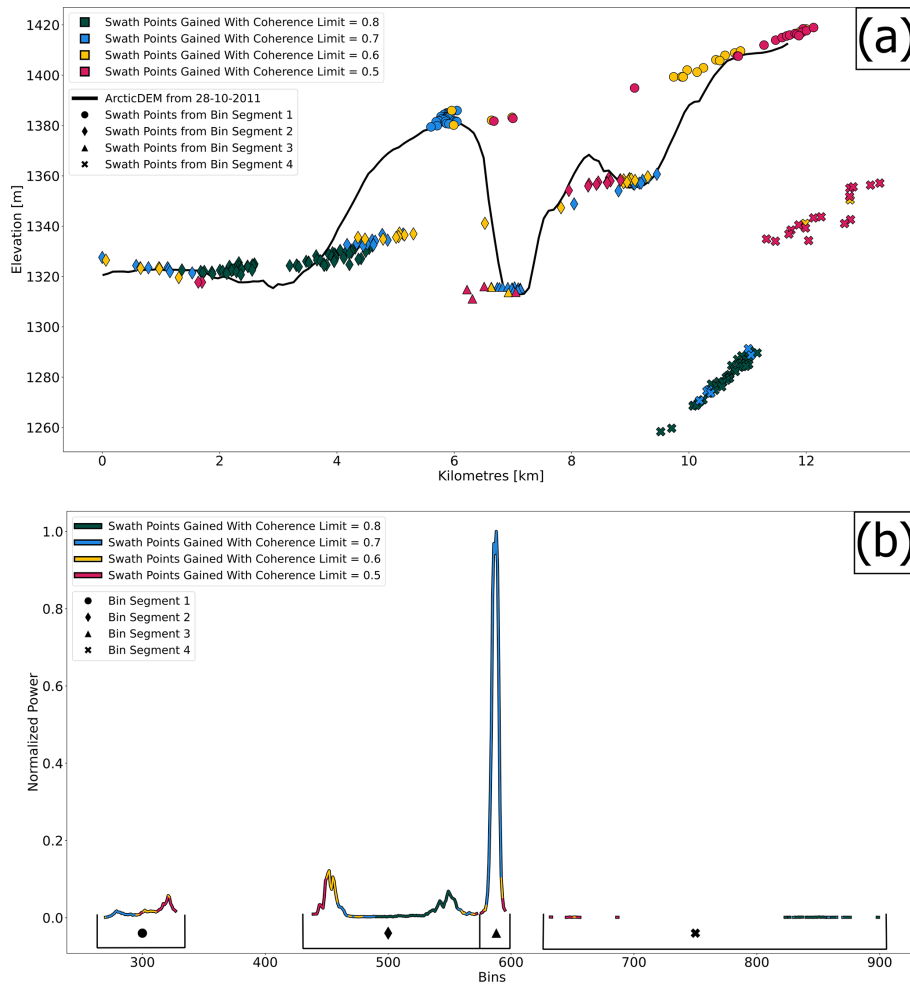 (a)
Swath Points Gained With Coherence Limit = 0.8
Swath Points Gained With Coherence Limit = 0.7
Swath Points Gained With Coherence Limit = 0.6
Swath Points Gained With Coherence Limit = 0.5
ArcticDEM from 28-10-2011
Swath Points from Bin Segment 1
Swath Points from Bin Segment 2
Swath Points from Bin Segment 3
Swath Points from Bin Segment 4
Elevation [m]
1420
1400
1380
1360
1340
1320
1300
1280
1260
0 2 4 6 8 10 12
Kilometres [km]
(b)
Swath Points Gained With Coherence Limit = 0.8
Swath Points Gained With Coherence Limit = 0.7
Swath Points Gained With Coherence Limit = 0.6
Swath Points Gained With Coherence Limit = 0.5
Bin Segment 1
Bin Segment 2
Bin Segment 3
Bin Segment 4
Normalized Power
1.0
0.8
0.6
0.4
0.2
0.0
300 400 500 600 700 800 900
Bins